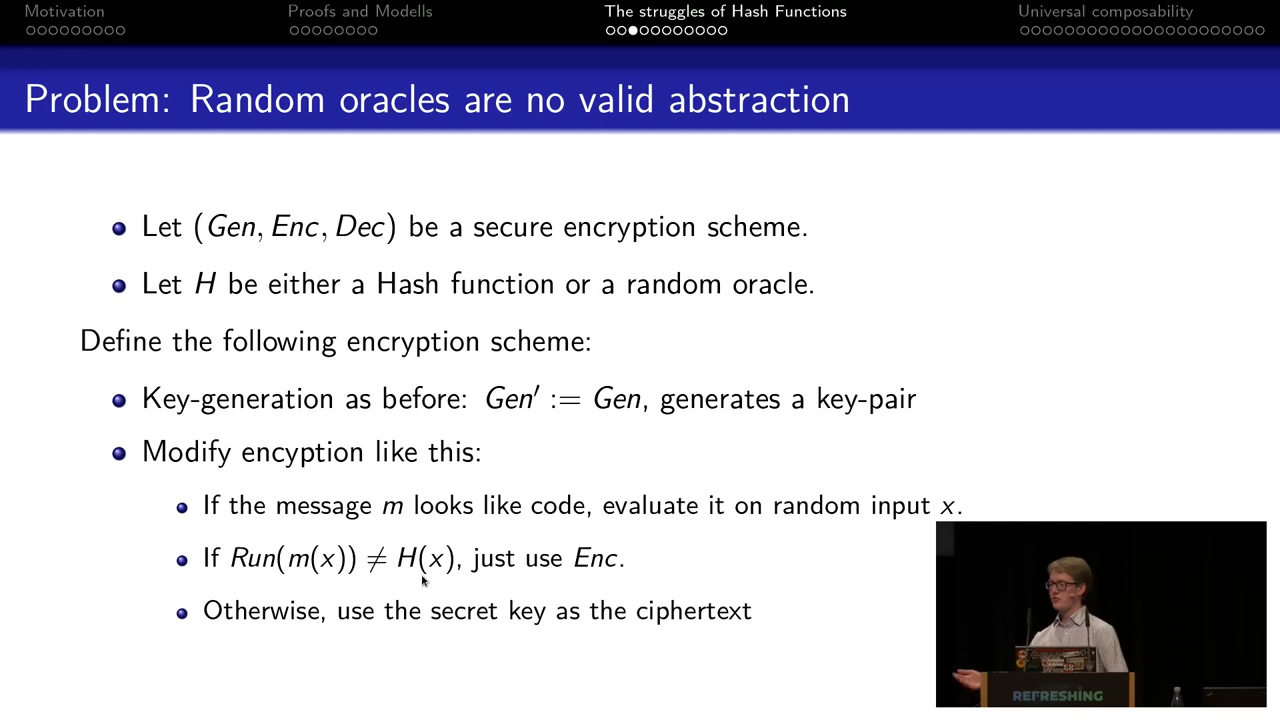 Motivation
Proofs and Modells
The struggles of Hash Functions
Universal composability
Problem: Random oracles are no valid abstraction
Let (Gen, Enc, Dec) be a secure encryption scheme.
Let H be either a Hash function or a random oracle.
Define the following encryption scheme:
Key-generation as before: Gen′ := Gen, generates a key-pair
Modify encyption like this:
If the message m looks like code, evaluate it on random input x.
If Run(m(x)) ≠ H(x), just use Enc.
Otherwise, use the secret key as the ciphertext
REFRESHING